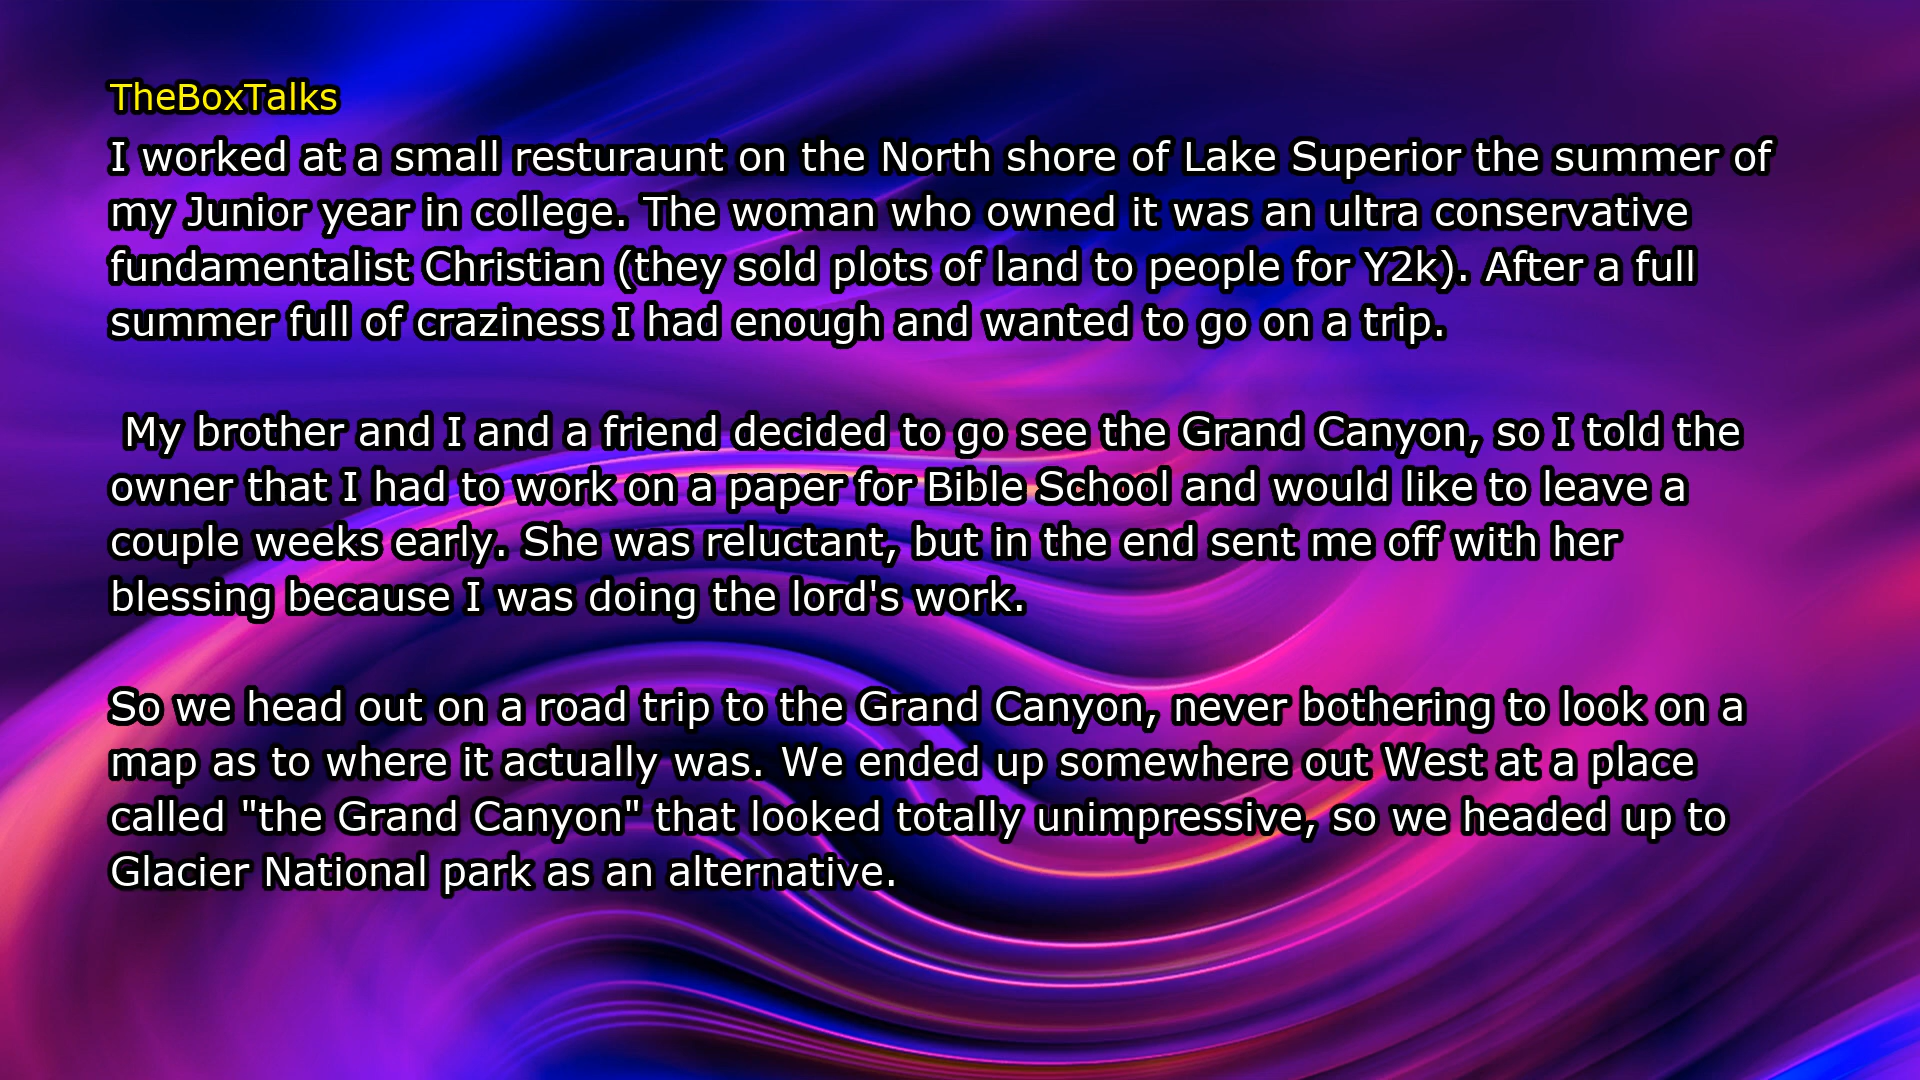 TheBoxTalks
I worked at a small resturaunt on the North shore of Lake Superior the summer of
my Junior year in college. The woman who owned it was an ultra conservative
fundamentalist Christian (they sold plots of land to people for Y2k). After a full
summer full of craziness I had enough and wanted to go on a trip.
My brother and I and a friend decided to go see the Grand Canyon, so I told the
owner that I had to work on a paper for Bible School and would like to leave a
couple weeks early. She was reluctant, but in the end sent me off with her
blessing because I was doing the lord's work.
So we head out on a road trip to the Grand Canyon, never bothering to look on a
map as to where it actually was. We ended up somewhere out West at a place
called "the Grand Canyon" that looked totally unimpressive, so we headed up to
Glacier National park as an alternative.